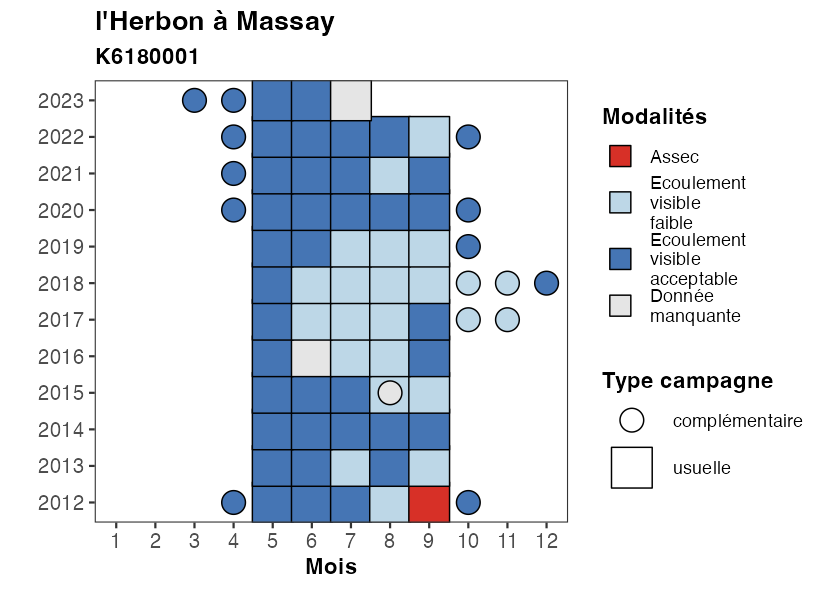 l'Herbon à Massay
K6180001
2023
2022
2021
2020
2019
2018
2017
2016
2015
2014
2013
2012
1 2 3 4 5 6 7 8 9 10 11 12
Mois
Modalités
Assec
Ecoulement
visible
faible
Ecoulement
visible
acceptable
Donnée
manquante
Type campagne
complémentaire
usuelle